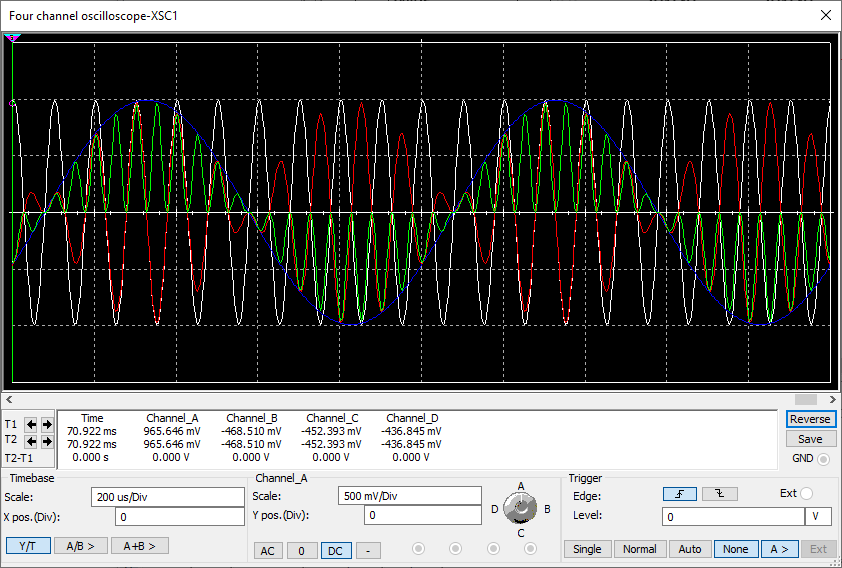 Four channel oscilloscope-XSC1
Time Channel_A Channel_B Channel_C Channel_D
T1 70.922 ms 965.646 mV -468.510 mV -452.393 mV -436.845 mV
T2 70.922 ms 965.646 mV -468.510 mV -452.393 mV -436.845 mV
T2-T1 0.000 s 0.000 V 0.000 V 0.000 V 0.000 V
Reverse
Save
GND
Timebase
Scale: 200 us/Div
X pos.(Div): 0
Y/T A/B > A+B >
Channel_A
Scale: 500 mV/Div
Y pos.(Div): 0
AC 0 DC -
A
D B
C
Trigger
Edge: Ext
Level: 0 V
Single Normal Auto None A > Ext